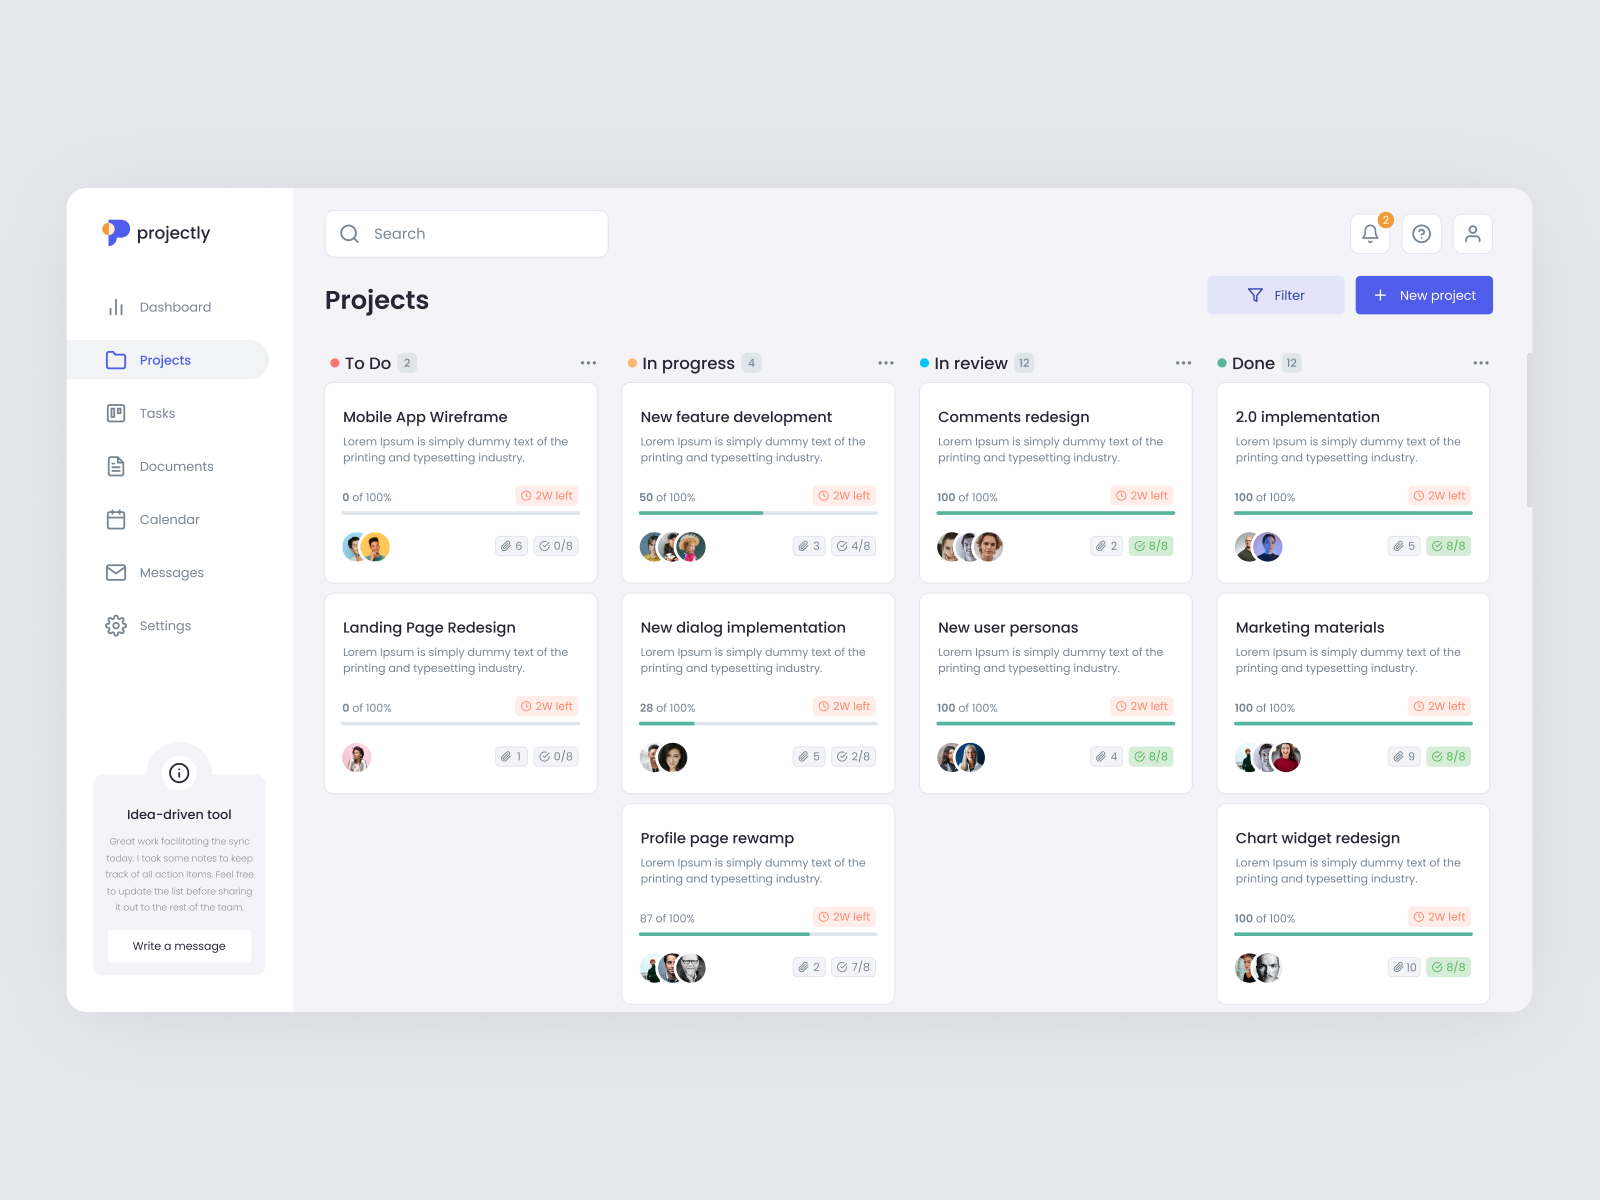 projectly
Dashboard
Projects
Tasks
Documents
Calendar
Messages
Settings
Idea-driven tool
Great work facilitating the sync
today. I took some notes to keep
track of all action items. Feel free
to update the list before sharing
it out to the rest of the team.
Write a message
Search
2
Projects
Filter
New project
To Do 2
Mobile App Wireframe
Lorem Ipsum is simply dummy text of the
printing and typesetting industry.
0 of 100%
2W left
6
0/8
Landing Page Redesign
Lorem Ipsum is simply dummy text of the
printing and typesetting industry.
0 of 100%
2W left
1
0/8
In progress 4
New feature development
Lorem Ipsum is simply dummy text of the
printing and typesetting industry.
50 of 100%
2W left
3
4/8
New dialog implementation
Lorem Ipsum is simply dummy text of the
printing and typesetting industry.
28 of 100%
2W left
5
2/8
Profile page rewamp
Lorem Ipsum is simply dummy text of the
printing and typesetting industry.
87 of 100%
2W left
2
7/8
In review 12
Comments redesign
Lorem Ipsum is simply dummy text of the
printing and typesetting industry.
100 of 100%
2W left
2
8/8
New user personas
Lorem Ipsum is simply dummy text of the
printing and typesetting industry.
100 of 100%
2W left
4
8/8
Done 12
2.0 implementation
Lorem Ipsum is simply dummy text of the
printing and typesetting industry.
100 of 100%
2W left
5
8/8
Marketing materials
Lorem Ipsum is simply dummy text of the
printing and typesetting industry.
100 of 100%
2W left
9
8/8
Chart widget redesign
Lorem Ipsum is simply dummy text of the
printing and typesetting industry.
100 of 100%
2W left
10
8/8